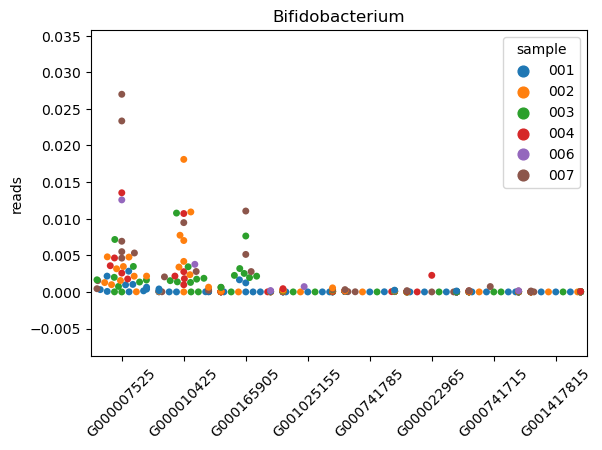 Bifidobacterium
0.035
0.030
0.025
0.020
0.015
0.010
0.005
0.000
−0.005
reads
sample
001
002
003
004
006
007
G000007525
G000010425
G000165905
G001025155
G000741785
G000022965
G000741715
G001417815